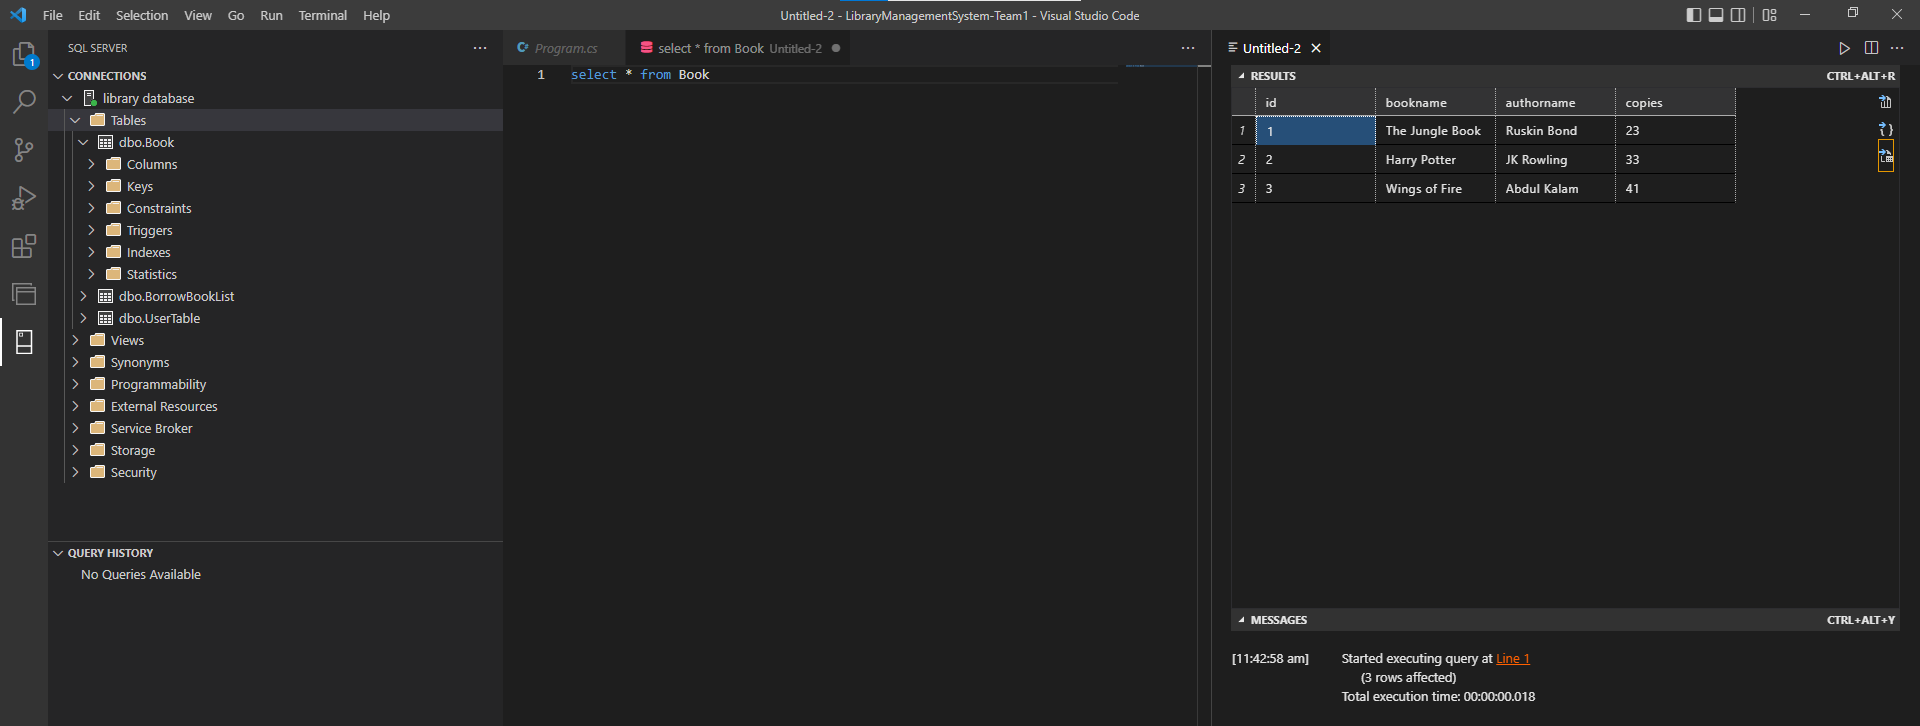 File Edit Selection View Go Run Terminal Help
Untitled-2 - LibraryManagementSystem-Team1 - Visual Studio Code
1
SQL SERVER
CONNECTIONS
library database
Tables
dbo.Book
Columns
Keys
Constraints
Triggers
Indexes
Statistics
dbo.BorrowBookList
dbo.UserTable
Views
Synonyms
Programmability
External Resources
Service Broker
Storage
Security
QUERY HISTORY
No Queries Available
Program.cs
select * from Book Untitled-2
1 select * from Book
Untitled-2
RESULTS CTRL+ALT+R
id bookname authorname copies
1 1 The Jungle Book Ruskin Bond 23
2 2 Harry Potter JK Rowling 33
3 3 Wings of Fire Abdul Kalam 41
MESSAGES CTRL+ALT+Y
[11:42:58 am] Started executing query at Line 1
(3 rows affected)
Total execution time: 00:00:00.018